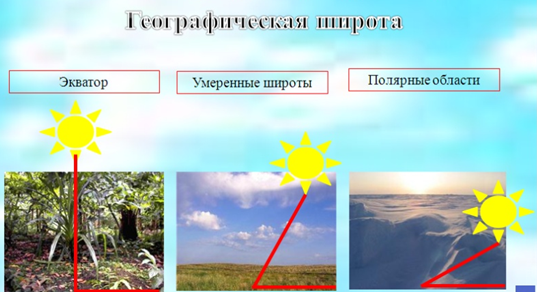 Географическая широта
Экватор
Умеренные широты
Полярные области